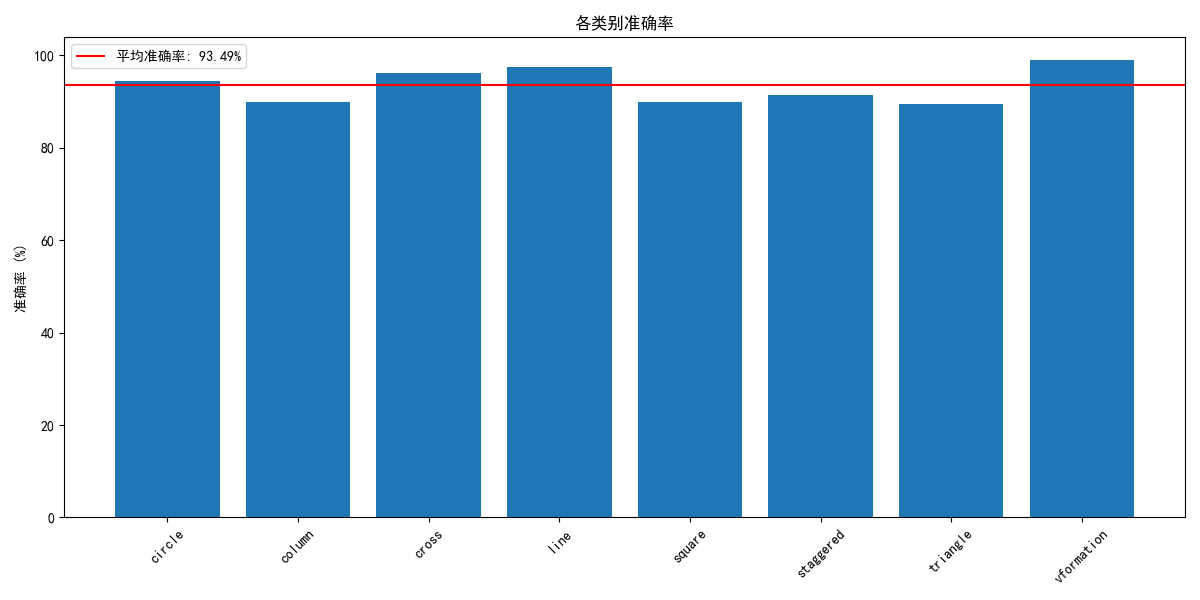 各类别准确率
平均准确率: 93.49%
准确率 (%)
100
80
60
40
20
0
circle
column
cross
line
square
staggered
triangle
vformation